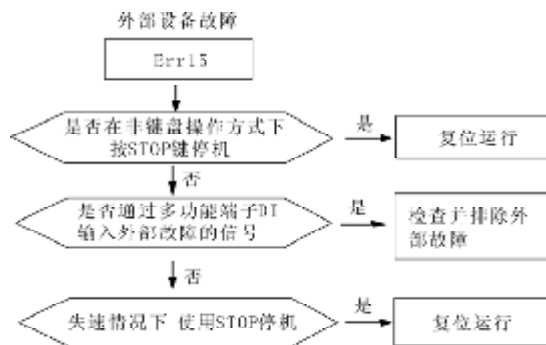 外部设备故障
Err15
是否在非键盘操作方式下
按STOP键停机
是
复位运行
否
是否通过多功能端子DI
输入外部故障的信号
是
检查并排除外
部故障
否
失速情况下 使用STOP停机
是
复位运行